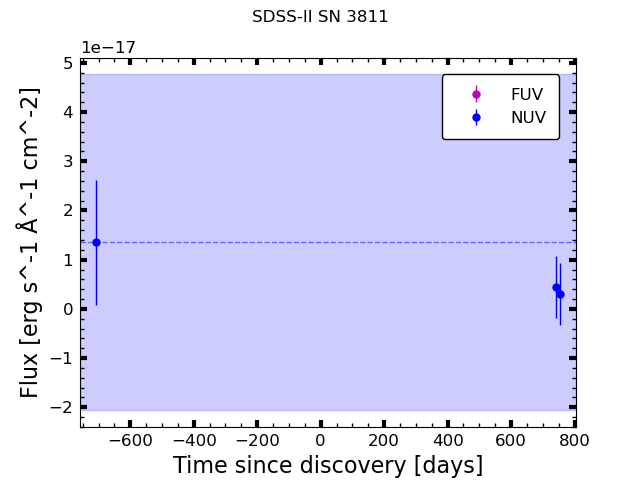 SDSS-II SN 3811
1e−17
5
4
3
2
1
0
−1
−2
Flux [erg s^-1 Å^-1 cm^-2]
FUV
NUV
−600 −400 −200 0 200 400 600 800
Time since discovery [days]